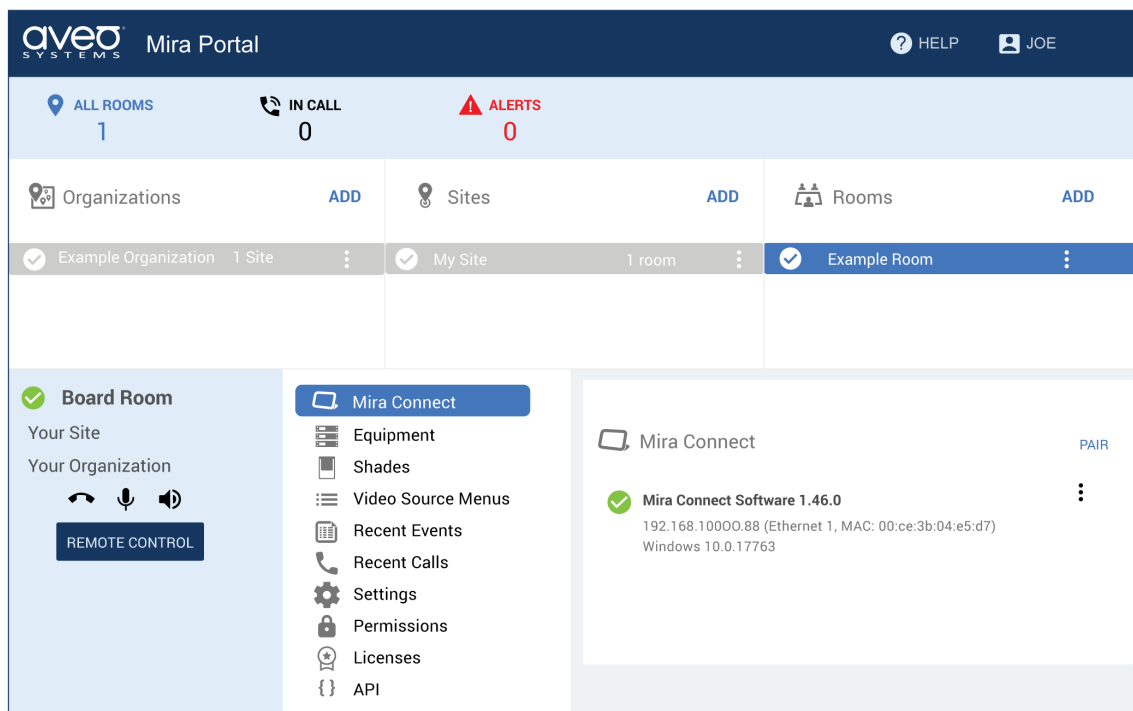 aveo
SYSTEMS
Mira Portal
HELP
JOE
ALL ROOMS
1
IN CALL
0
ALERTS
0
Organizations
ADD
Sites
ADD
Rooms
ADD
Example Organization 1 Site
My Site 1 room
Example Room
Board Room
Your Site
Your Organization
REMOTE CONTROL
Mira Connect
Equipment
Shades
Video Source Menus
Recent Events
Recent Calls
Settings
Permissions
Licenses
{ } API
Mira Connect
PAIR
Mira Connect Software 1.46.0
192.168.100OO.88 (Ethernet 1, MAC: 00:ce:3b:04:e5:d7)
Windows 10.0.17763